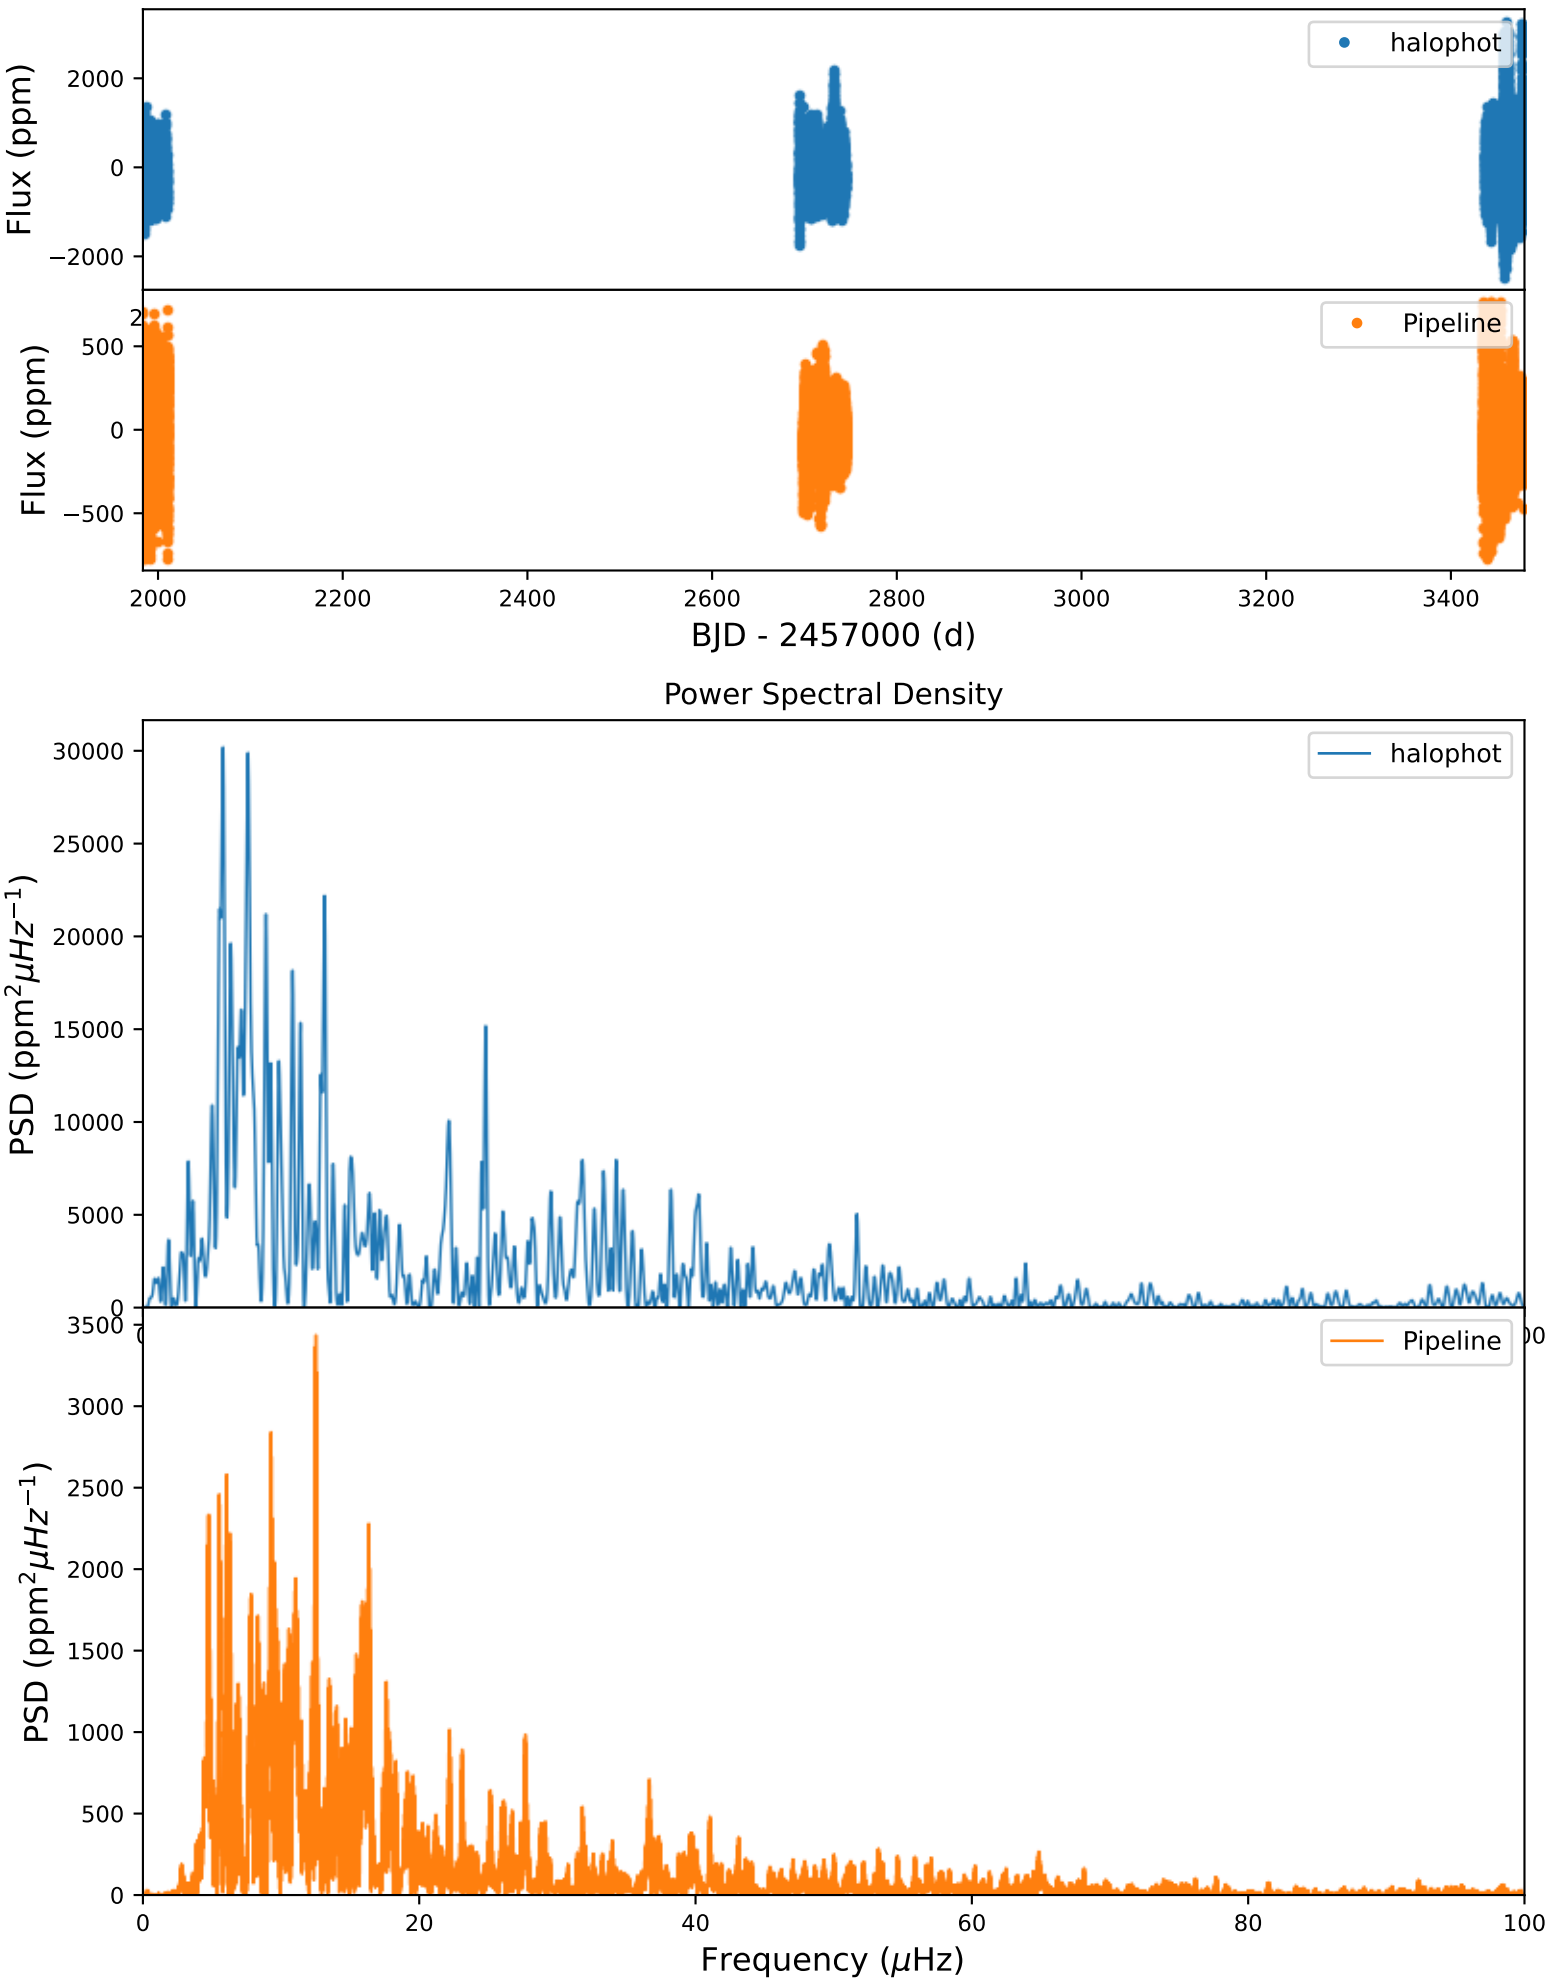 halophot
Flux (ppm)
2000
0
−2000
2
Pipeline
Flux (ppm)
500
0
−500
2000 2200 2400 2600 2800 3000 3200 3400
BJD - 2457000 (d)
Power Spectral Density
halophot
PSD (ppm²μHz⁻¹)
30000
25000
20000
15000
10000
5000
0
00
Pipeline
PSD (ppm²μHz⁻¹)
3500
3000
2500
2000
1500
1000
500
0
0 20 40 60 80 100
Frequency (μHz)